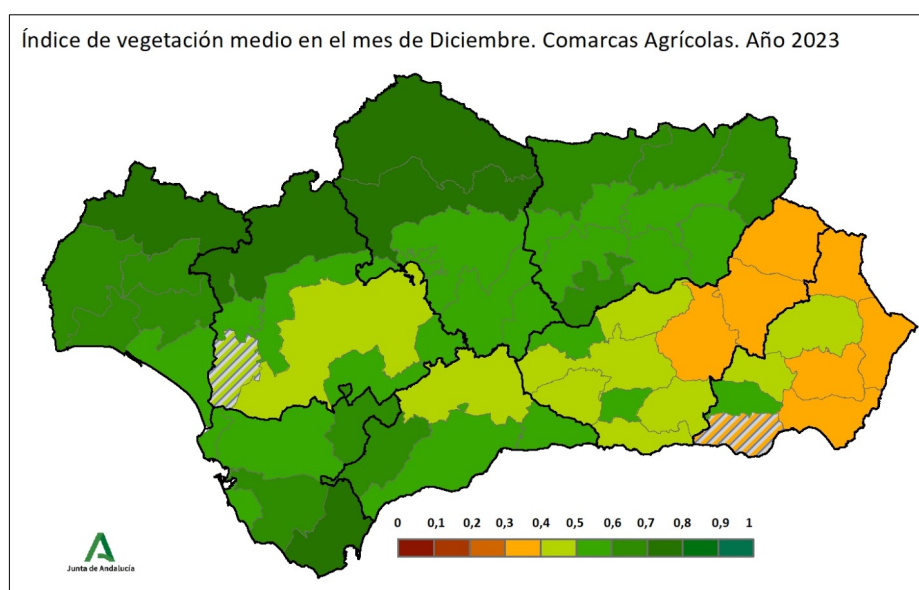 Índice de vegetación medio en el mes de Diciembre. Comarcas Agrícolas. Año 2023
0 0,1 0,2 0,3 0,4 0,5 0,6 0,7 0,8 0,9 1
Junta de Andalucía